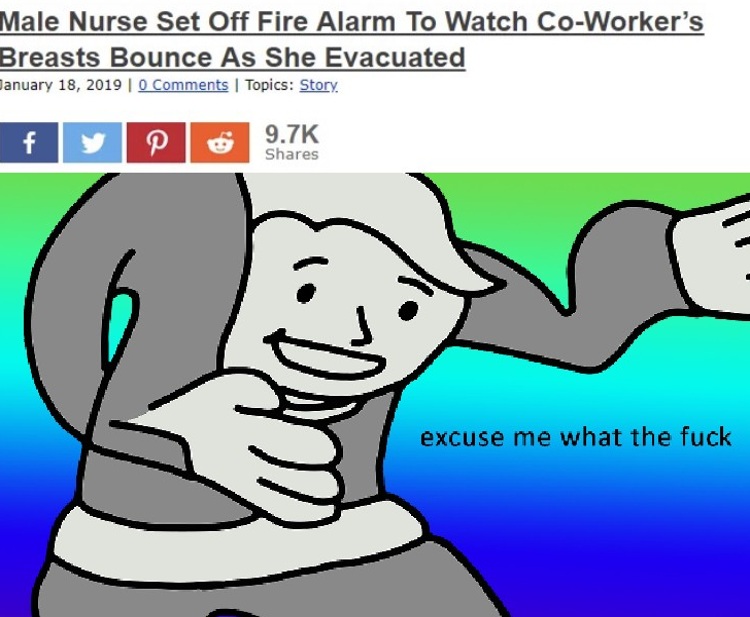 Male Nurse Set Off Fire Alarm To Watch Co-Worker’s
Breasts Bounce As She Evacuated
January 18, 2019 | 0 Comments | Topics: Story
9.7K
Shares
excuse me what the fuck